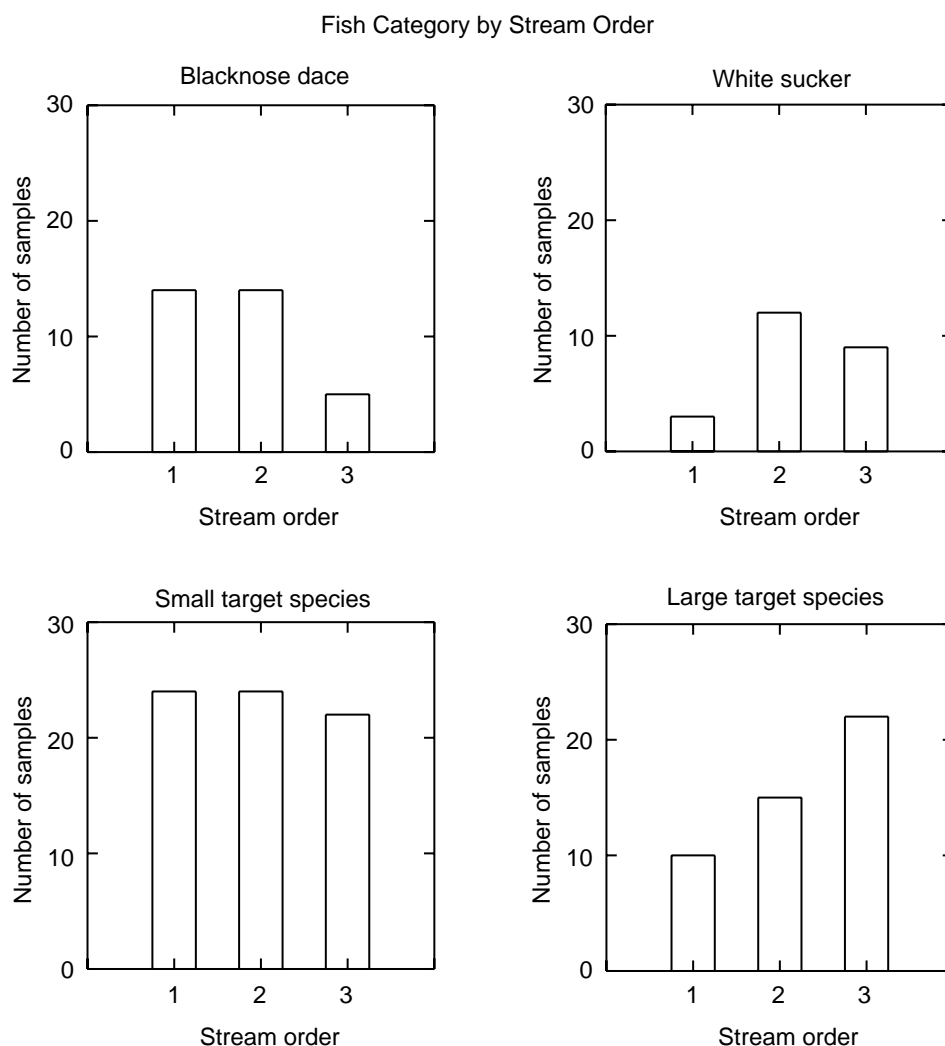 Fish Category by Stream Order
Blacknose dace
30
20
10
0
Number of samples
1 2 3
Stream order
White sucker
30
20
10
0
Number of samples
1 2 3
Stream order
Small target species
30
20
10
0
Number of samples
1 2 3
Stream order
Large target species
30
20
10
0
Number of samples
1 2 3
Stream order